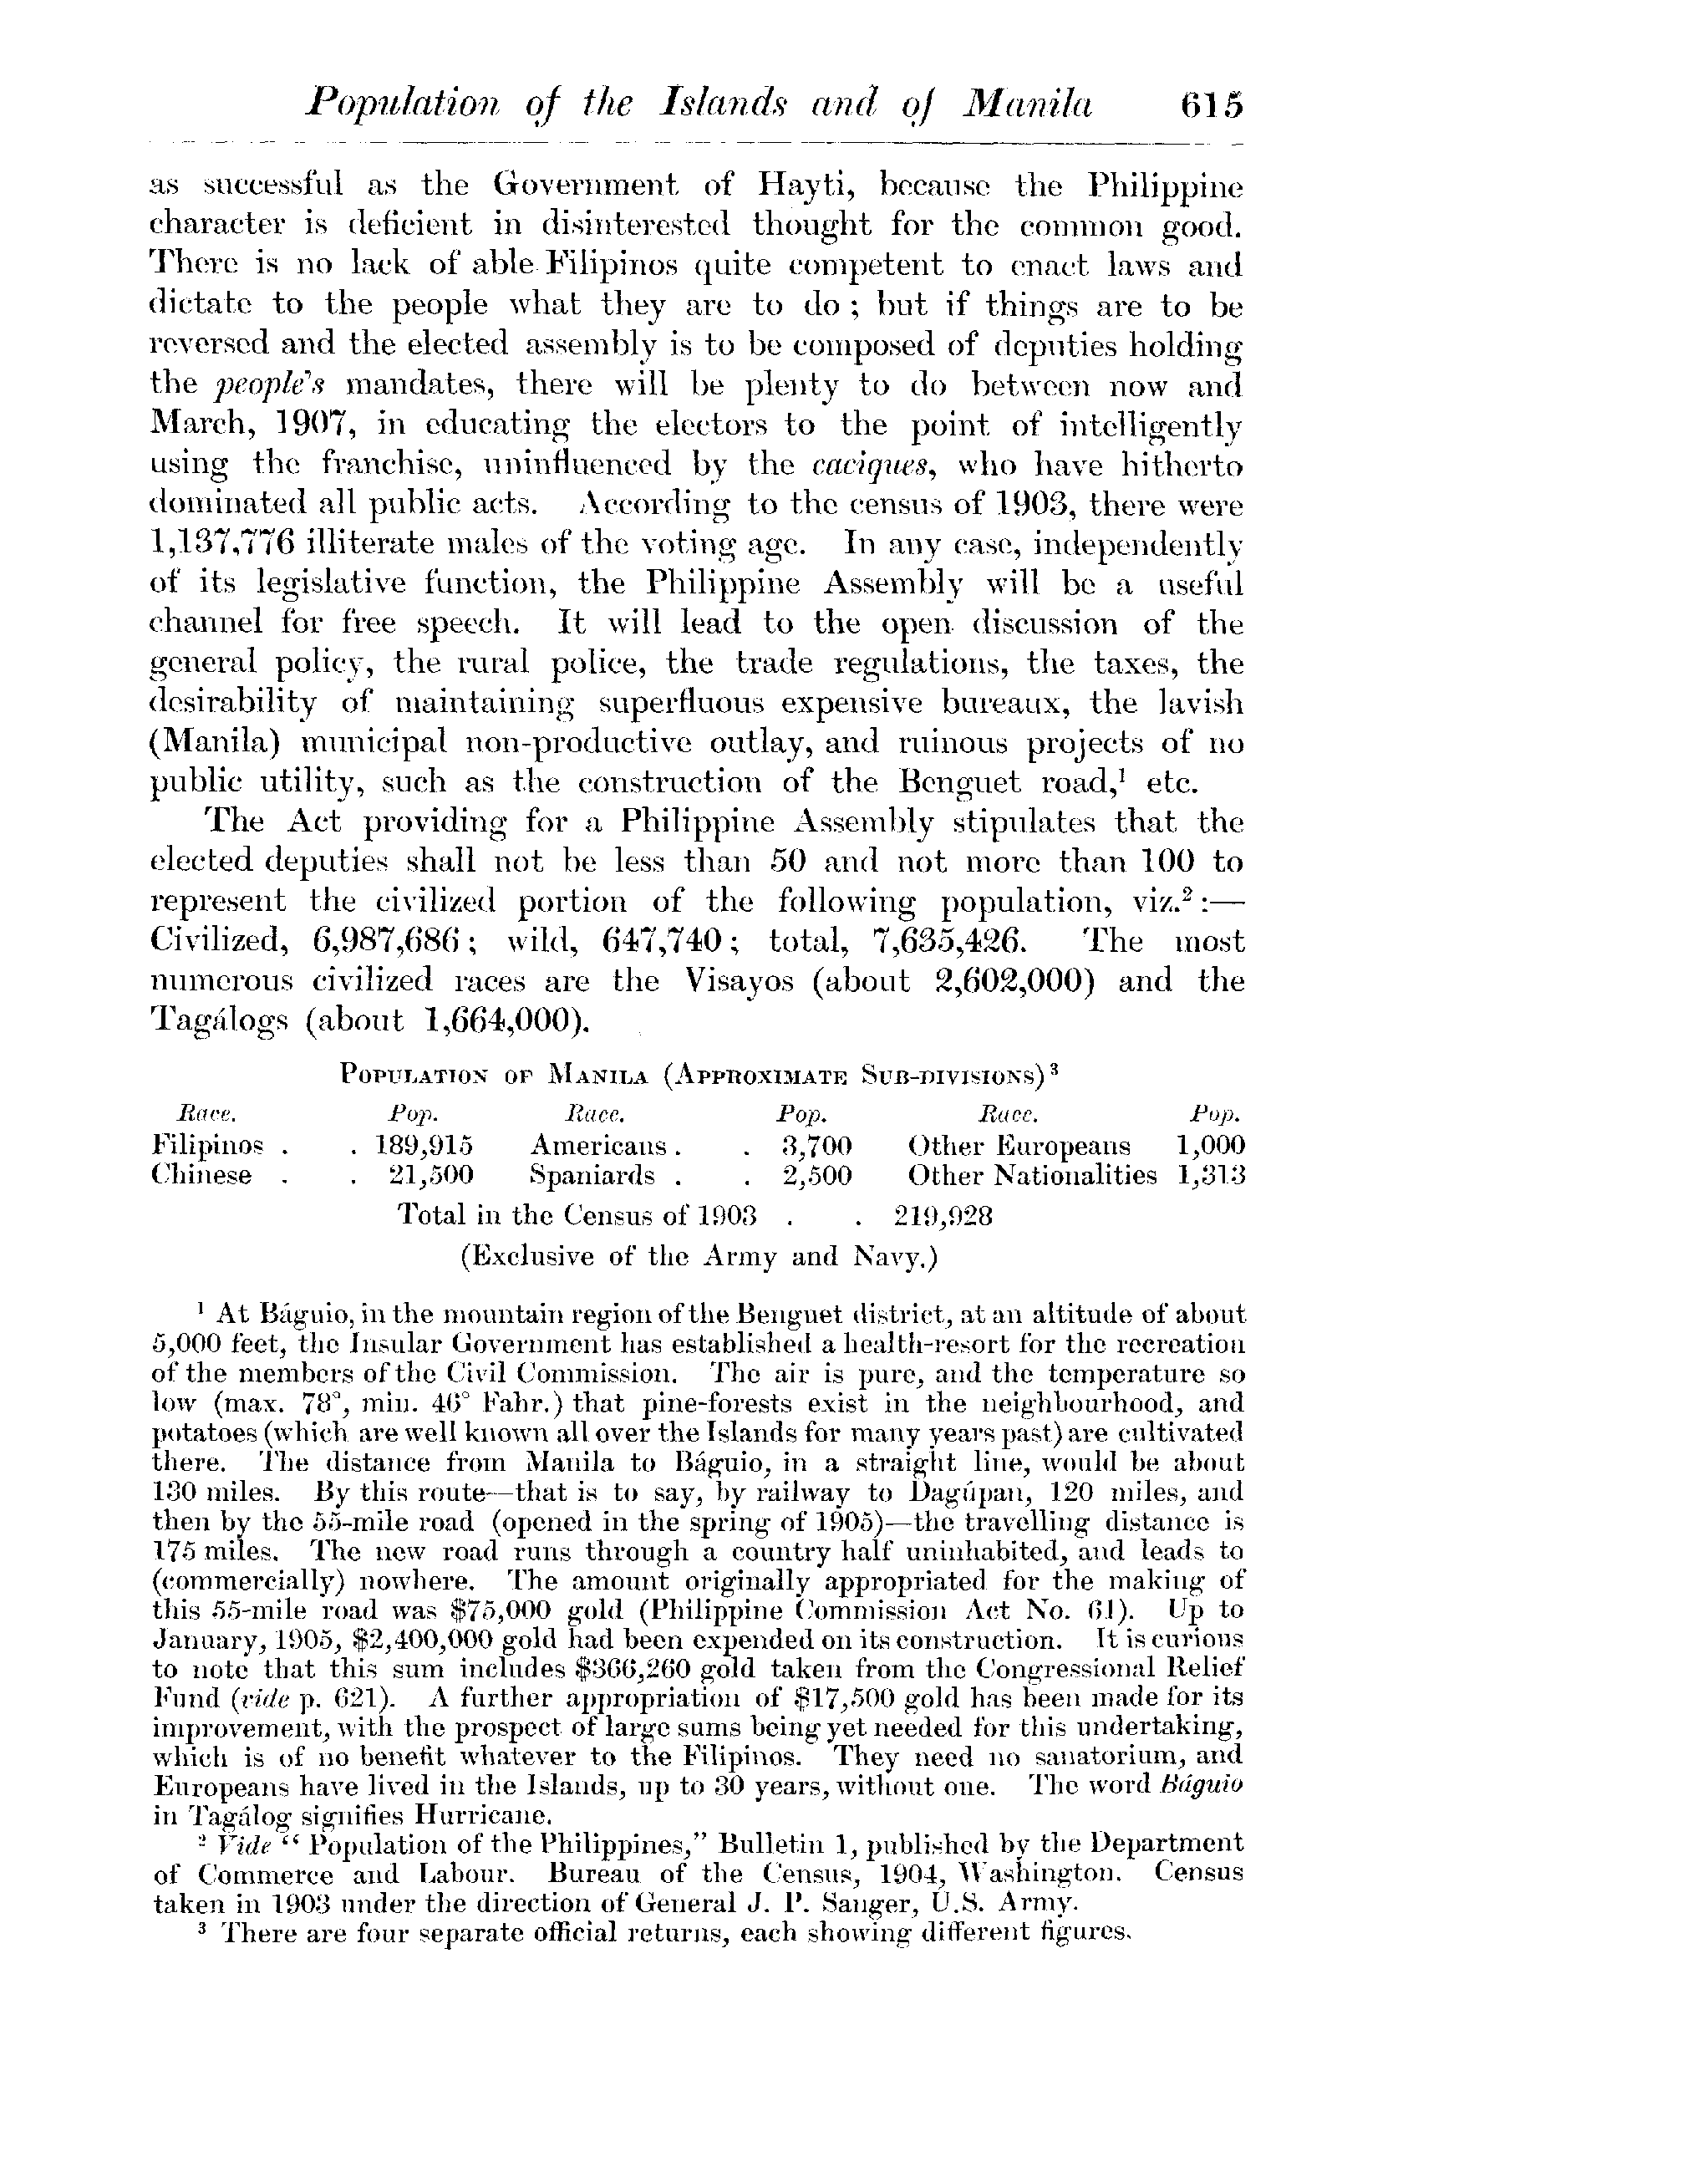 Population of the Islands and of Manila 615
as successful as the Government of Hayti, because the Philippine
character is deficient in disinterested thought for the common good.
There is no lack of able Filipinos quite competent to enact laws and
dictate to the people what they are to do ; but if things are to be
reversed and the elected assembly is to be composed of deputies holding
the people's mandates, there will be plenty to do between now and
March, 1907, in educating the electors to the point of intelligently
using the franchise, uninfluenced by the caciques, who have hitherto
dominated all public acts. According to the census of 1903, there were
1,137,776 illiterate males of the voting age. In any case, independently
of its legislative function, the Philippine Assembly will be a useful
channel for free speech. It will lead to the open discussion of the
general policy, the rural police, the trade regulations, the taxes, the
desirability of maintaining superfluous expensive bureaux, the lavish
(Manila) municipal non-productive outlay, and ruinous projects of no
public utility, such as the construction of the Benguet road,¹ etc.
The Act providing for a Philippine Assembly stipulates that the
elected deputies shall not be less than 50 and not more than 100 to
represent the civilized portion of the following population, viz.² :—
Civilized, 6,987,686 ; wild, 647,740 ; total, 7,635,426. The most
numerous civilized races are the Visayos (about 2,602,000) and the
Tagálogs (about 1,664,000).
Population of Manila (Approximate Sub-divisions)³
Race. Pop. Race. Pop. Race. Pop.
Filipinos . . 189,915 Americans . . 3,700 Other Europeans 1,000
Chinese . . 21,500 Spaniards . . 2,500 Other Nationalities 1,313
Total in the Census of 1903 . . 219,928
(Exclusive of the Army and Navy.)
¹ At Báguio, in the mountain region of the Benguet district, at an altitude of about
5,000 feet, the Insular Government has established a health-resort for the recreation
of the members of the Civil Commission. The air is pure, and the temperature so
low (max. 78°, min. 46° Fahr.) that pine-forests exist in the neighbourhood, and
potatoes (which are well known all over the Islands for many years past) are cultivated
there. The distance from Manila to Báguio, in a straight line, would be about
130 miles. By this route—that is to say, by railway to Dagúpan, 120 miles, and
then by the 55-mile road (opened in the spring of 1905)—the travelling distance is
175 miles. The new road runs through a country half uninhabited, and leads to
(commercially) nowhere. The amount originally appropriated for the making of
this 55-mile road was $75,000 gold (Philippine Commission Act No. 61). Up to
January, 1905, $2,400,000 gold had been expended on its construction. It is curious
to note that this sum includes $366,260 gold taken from the Congressional Relief
Fund (vide p. 621). A further appropriation of $17,500 gold has been made for its
improvement, with the prospect of large sums being yet needed for this undertaking,
which is of no benefit whatever to the Filipinos. They need no sanatorium, and
Europeans have lived in the Islands, up to 30 years, without one. The word Báguio
in Tagálog signifies Hurricane.
² Vide “ Population of the Philippines,” Bulletin 1, published by the Department
of Commerce and Labour. Bureau of the Census, 1904, Washington. Census
taken in 1903 under the direction of General J. P. Sanger, U.S. Army.
³ There are four separate official returns, each showing different figures.